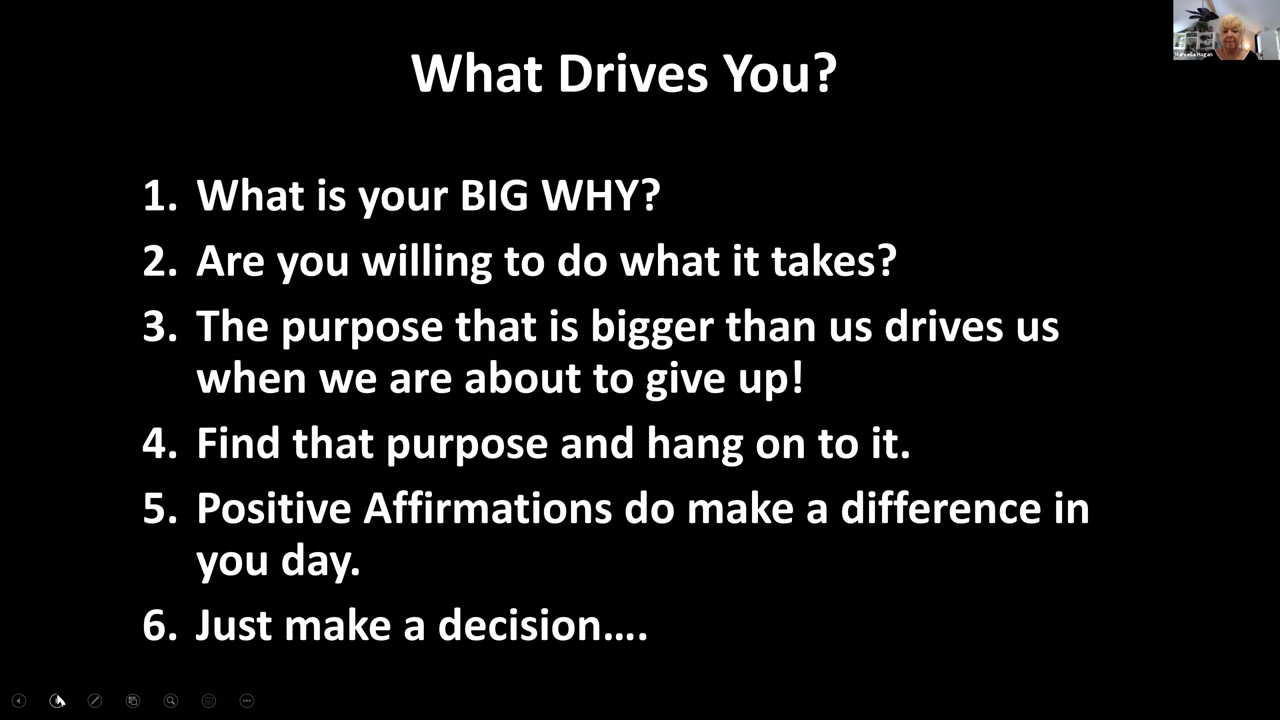 What Drives You?
Marcella Hogan
1. What is your BIG WHY?
2. Are you willing to do what it takes?
3. The purpose that is bigger than us drives us
when we are about to give up!
4. Find that purpose and hang on to it.
5. Positive Affirmations do make a difference in
you day.
6. Just make a decision....